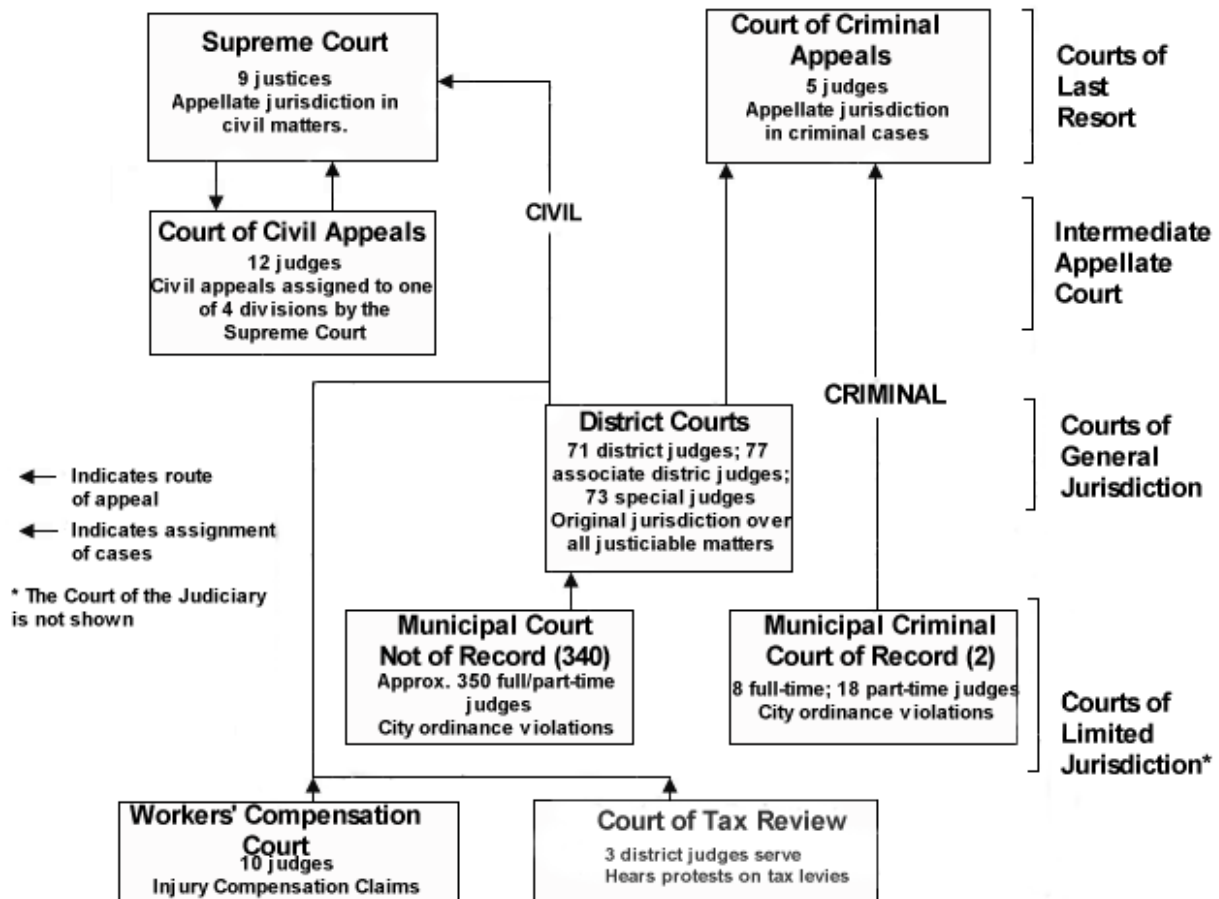 Supreme Court
9 justices
Appellate jurisdiction in
civil matters.
Court of Criminal
Appeals
5 judges
Appellate jurisdiction
in criminal cases
Courts of
Last
Resort
CIVIL
Court of Civil Appeals
12 judges
Civil appeals assigned to one
of 4 divisions by the
Supreme Court
Intermediate
Appellate
Court
CRIMINAL
District Courts
71 district judges; 77
associate distric judges;
73 special judges
Original jurisdiction over
all justiciable matters
Courts of
General
Jurisdiction
Indicates route
of appeal
Indicates assignment
of cases
* The Court of the Judiciary
is not shown
Municipal Court
Not of Record (340)
Approx. 350 full/part-time
judges
City ordinance violations
Municipal Criminal
Court of Record (2)
8 full-time; 18 part-time judges
City ordinance violations
Courts of
Limited
Jurisdiction*
Workers' Compensation
Court
10 judges
Injury Compensation Claims
Court of Tax Review
3 district judges serve
Hears protests on tax levies